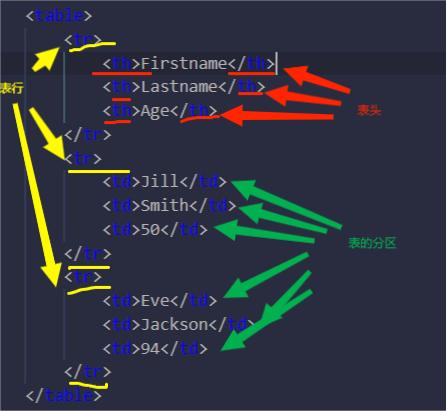 <table>
<tr>
<th>Firstname</th>
<th>Lastname</th>
<th>Age</th>
</tr>
<tr>
<td>Jill</td>
<td>Smith</td>
<td>50</td>
</tr>
<tr>
<td>Eve</td>
<td>Jackson</td>
<td>94</td>
</tr>
</table>
表行
表头
表的分区